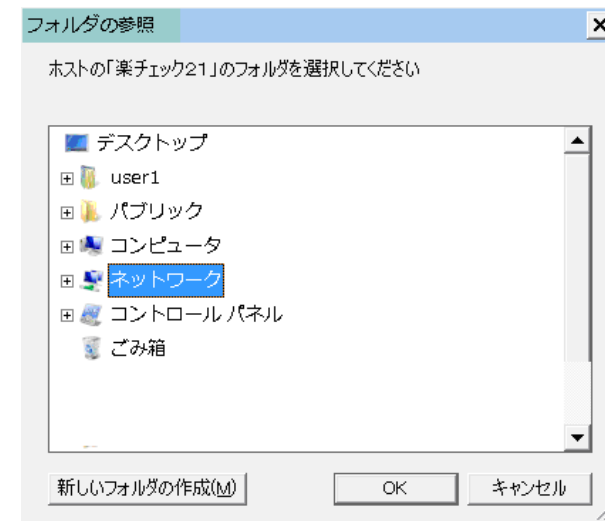 フォルダの参照
ホストの「楽チェック21」のフォルダを選択してください
デスクトップ
user1
パブリック
コンピュータ
ネットワーク
コントロール パネル
ごみ箱
新しいフォルダの作成(M) OK キャンセル